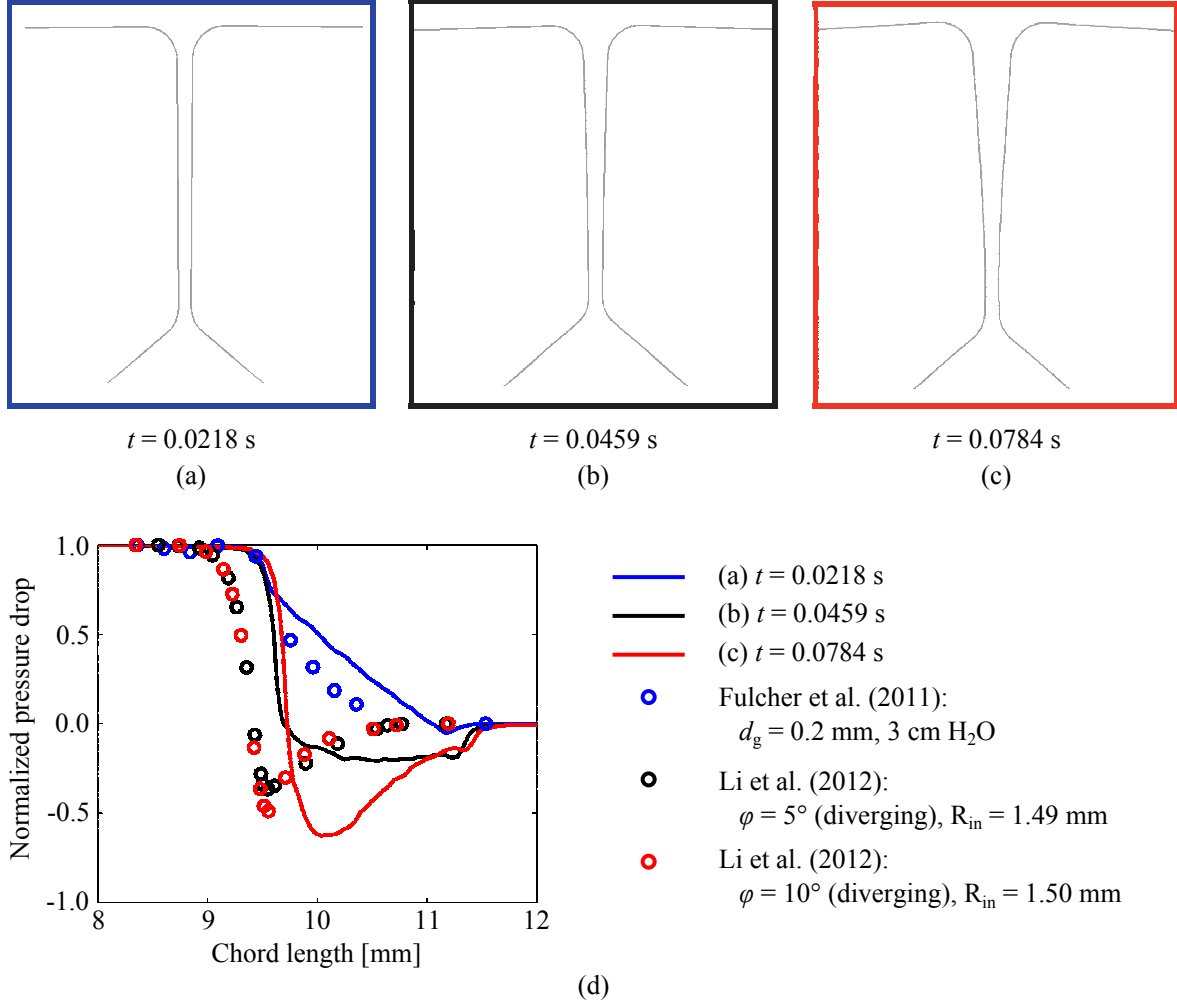 t = 0.0218 s
(a)
t = 0.0459 s
(b)
t = 0.0784 s
(c)
Normalized pressure drop
1.0
0.5
0.0
-0.5
-1.0
8
9
10
11
12
Chord length [mm]
(a) t = 0.0218 s
(b) t = 0.0459 s
(c) t = 0.0784 s
Fulcher et al. (2011):
d_g = 0.2 mm, 3 cm H₂O
Li et al. (2012):
φ = 5° (diverging), R_in = 1.49 mm
Li et al. (2012):
φ = 10° (diverging), R_in = 1.50 mm
(d)